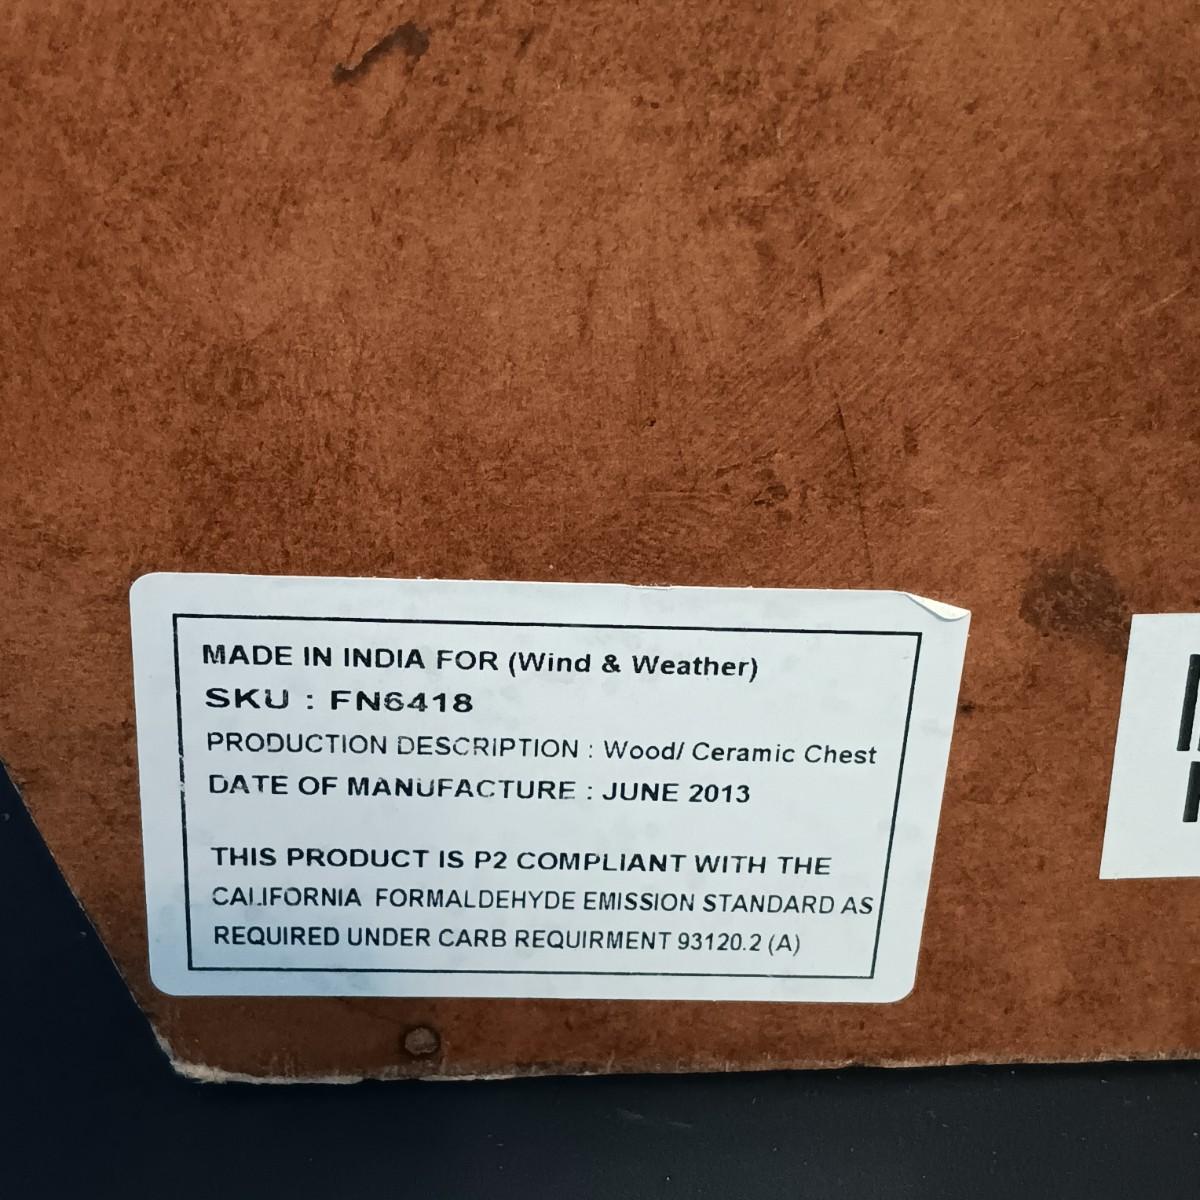 MADE IN INDIA FOR (Wind & Weather)
SKU : FN6418
PRODUCTION DESCRIPTION : Wood/ Ceramic Chest
DATE OF MANUFACTURE : JUNE 2013
THIS PRODUCT IS P2 COMPLIANT WITH THE
CALIFORNIA FORMALDEHYDE EMISSION STANDARD AS
REQUIRED UNDER CARB REQUIRMENT 93120.2 (A)